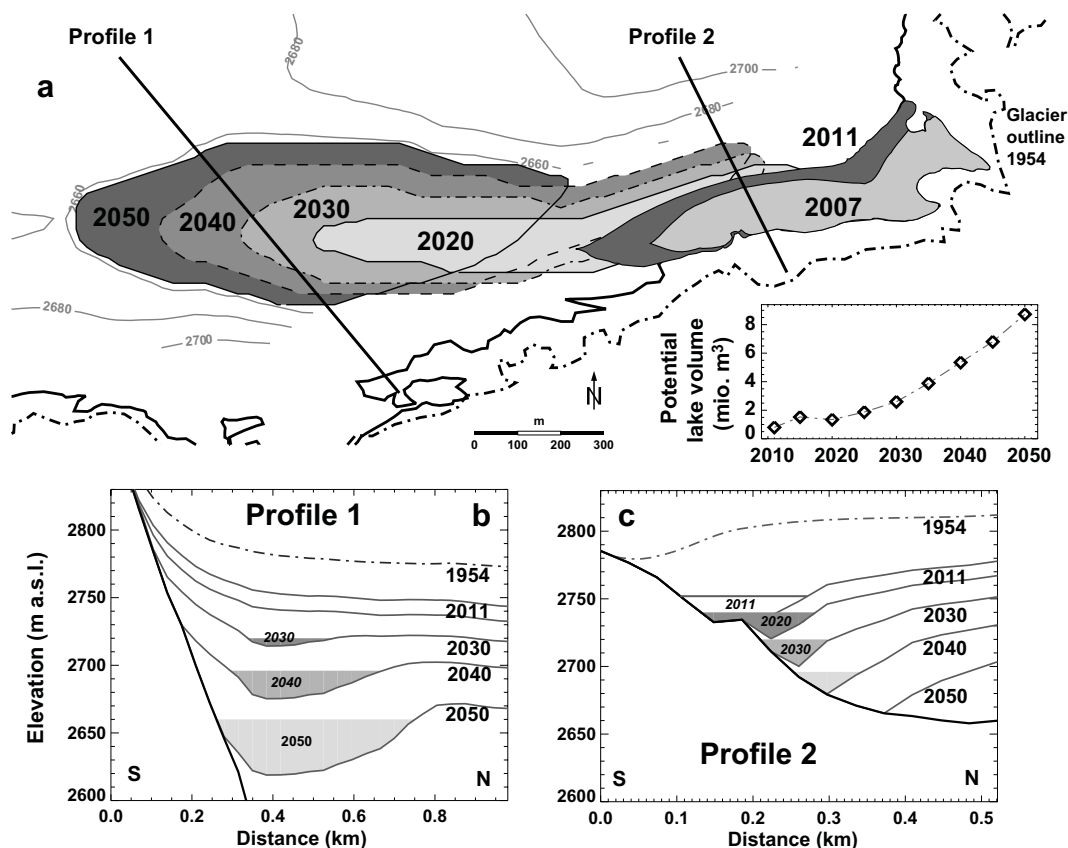 Profile 1
Profile 2
a
2680
2700
2680
2660
2660
2680
2700
2011
Glacier
outline
1954
2050
2040
2030
2020
2007
N
m
0 100 200 300
Potential
lake volume
(mio. m³)
8
6
4
2
0
2010 2020 2030 2040 2050
Profile 1
b
Elevation (m a.s.l.)
2800
2750
2700
2650
2600
1954
2011
2030
2030
2040
2040
2050
2050
S
N
0.0 0.2 0.4 0.6 0.8
Distance (km)
c
2800
2750
2700
2650
2600
1954
2011
2011
2020
2030
2030
2040
2050
Profile 2
S
N
0.0 0.1 0.2 0.3 0.4 0.5
Distance (km)